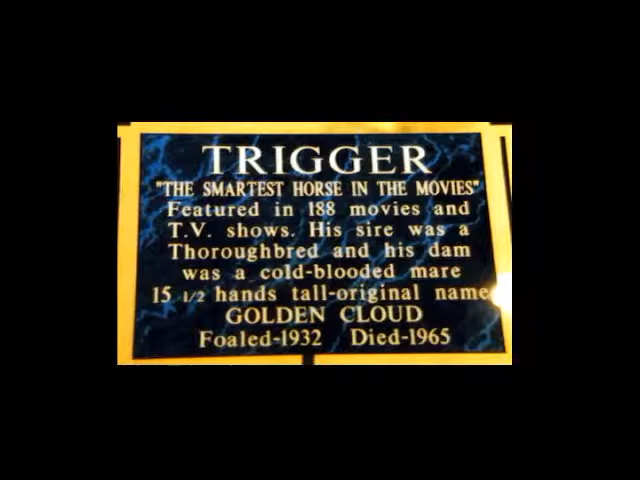 TRIGGER
"THE SMARTEST HORSE IN THE MOVIES"
Featured in 188 movies and
T.V. shows. His sire was a
Thoroughbred and his dam
was a cold-blooded mare
15 1/2 hands tall-original name
GOLDEN CLOUD
Foaled-1932 Died-1965